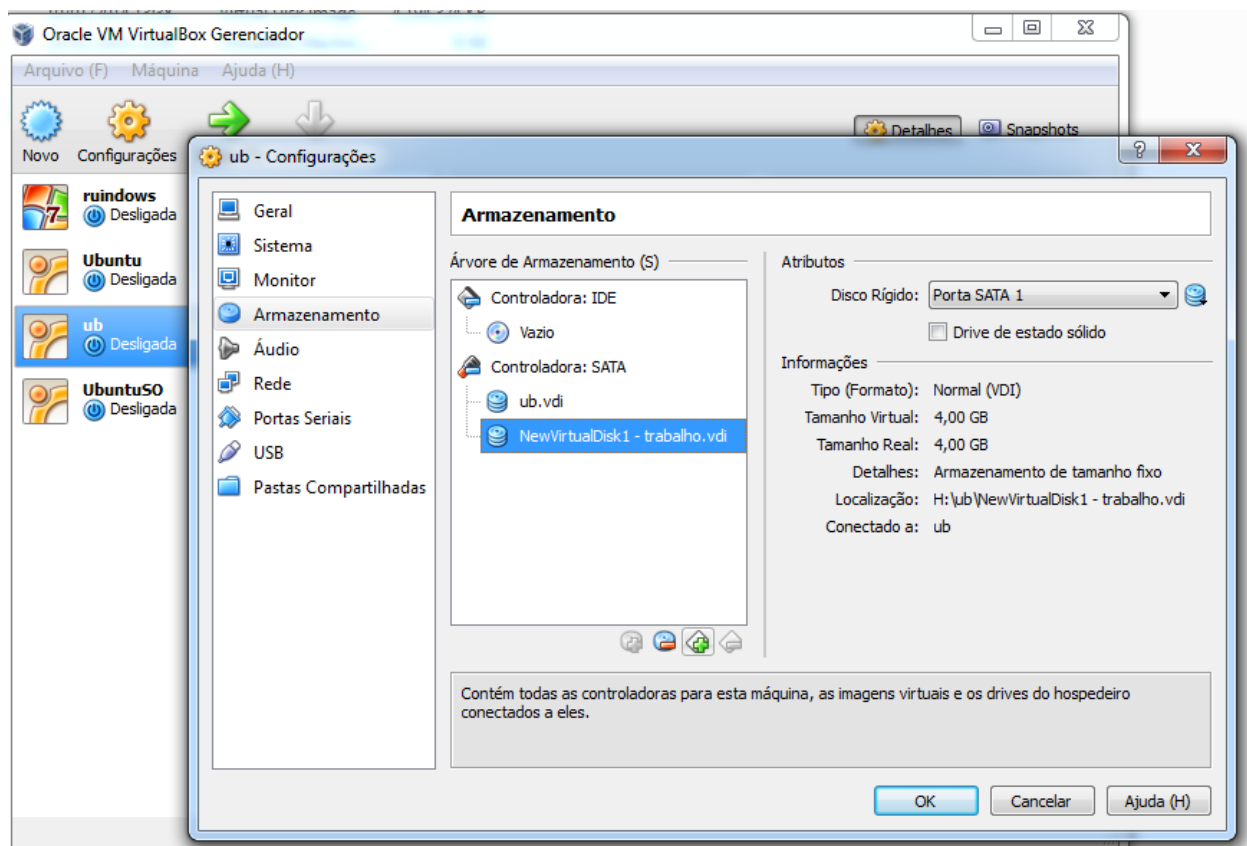 Oracle VM VirtualBox Gerenciador
Arquivo (F) Máquina Ajuda (H)
Novo Configurações
Detalhes Snapshots
ruindows
Desligada
Ubuntu
Desligada
ub
Desligada
UbuntuSO
Desligada
ub - Configurações
Geral
Sistema
Monitor
Armazenamento
Áudio
Rede
Portas Seriais
USB
Pastas Compartilhadas
Armazenamento
Árvore de Armazenamento (S)
Controladora: IDE
Vazio
Controladora: SATA
ub.vdi
NewVirtualDisk1 - trabalho.vdi
Atributos
Disco Rígido: Porta SATA 1
Drive de estado sólido
Informações
Tipo (Formato): Normal (VDI)
Tamanho Virtual: 4,00 GB
Tamanho Real: 4,00 GB
Detalhes: Armazenamento de tamanho fixo
Localização: H:\ub\NewVirtualDisk1 - trabalho.vdi
Conectado a: ub
Contém todas as controladoras para esta máquina, as imagens virtuais e os drives do hospedeiro
conectados a eles.
OK Cancelar Ajuda (H)